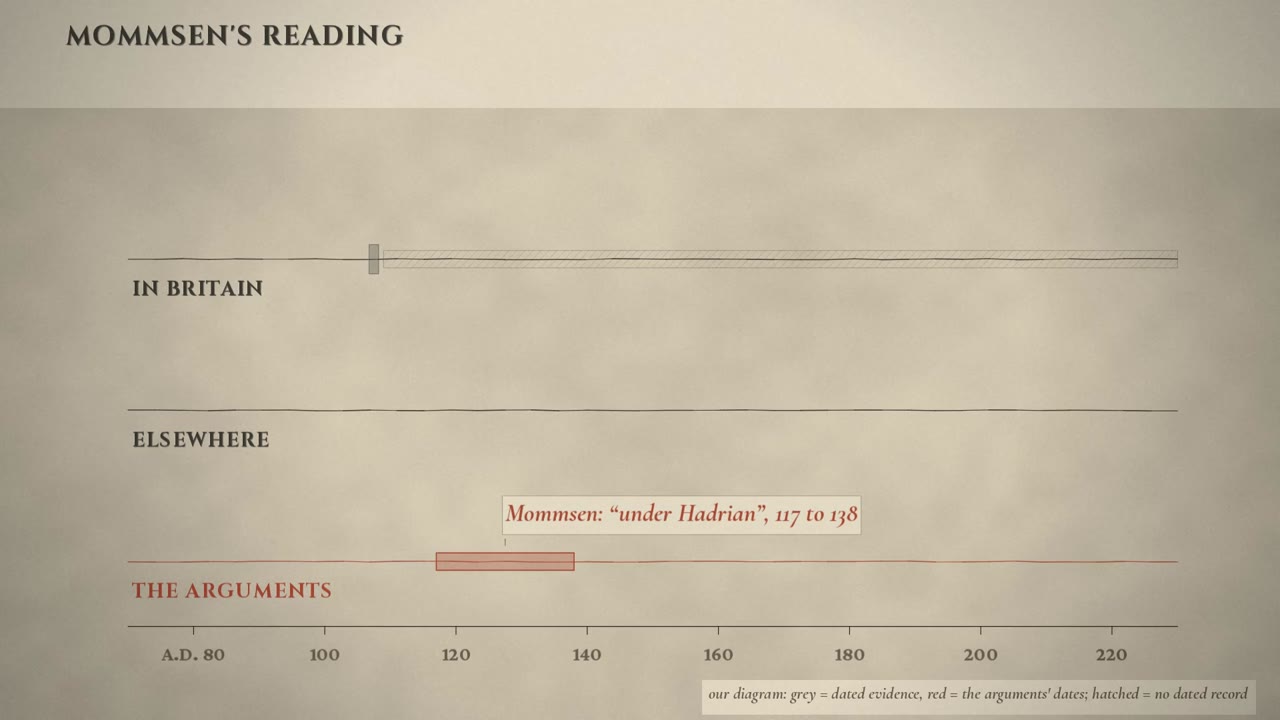 MOMMSEN'S READING
IN BRITAIN
ELSEWHERE
Mommsen: “under Hadrian”, 117 to 138
THE ARGUMENTS
A.D. 80 100 120 140 160 180 200 220
our diagram: grey = dated evidence, red = the arguments' dates; hatched = no dated record